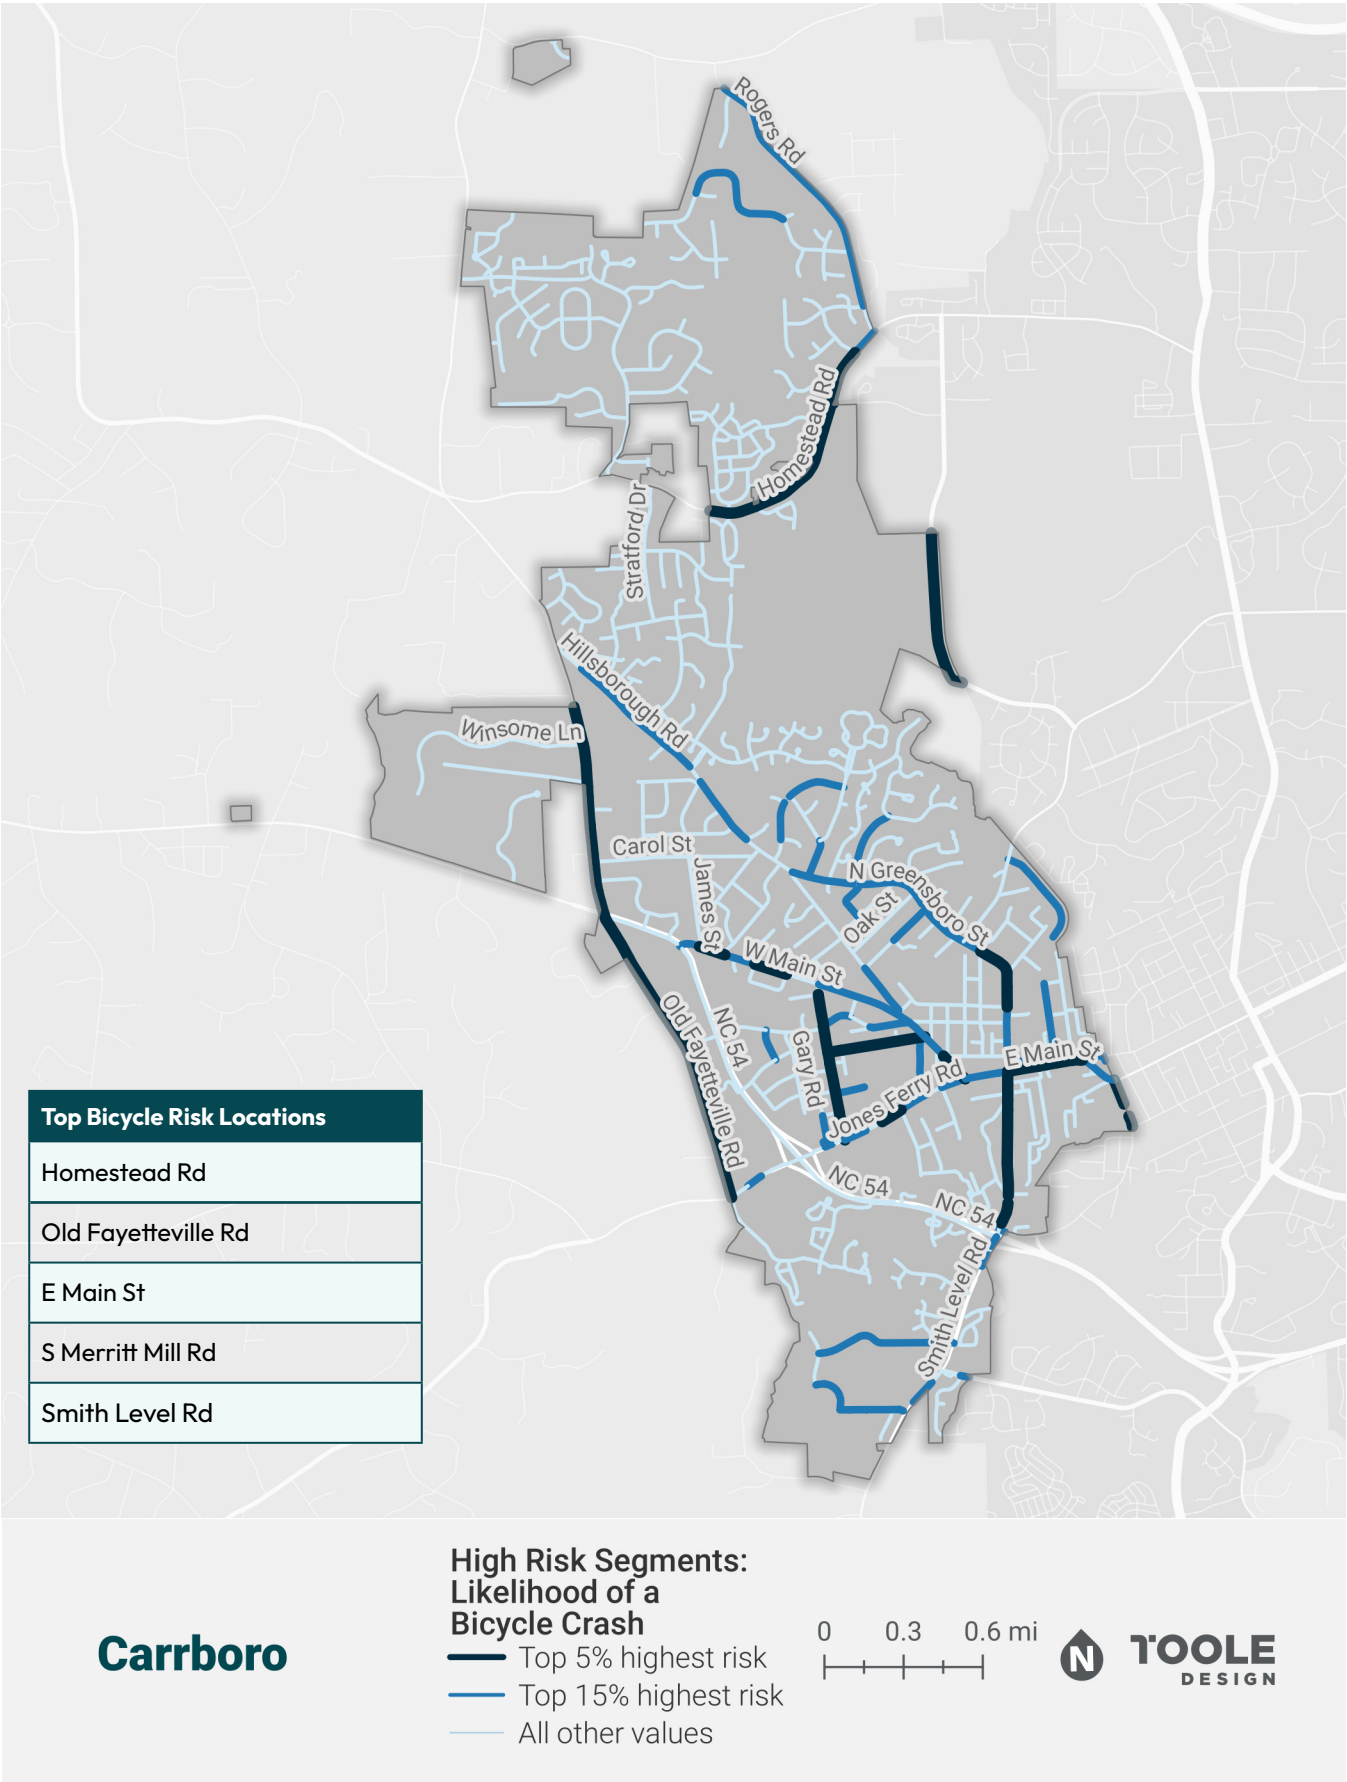 Rogers Rd
Homestead Rd
Stratford Dr
Hillsborough Rd
Winsome Ln
Carol St
James St
N Greensboro St
Oak St
W Main St
Old Fayetteville Rd
NC 54
Gary Rd
E Main St
Jones Ferry Rd
NC 54
NC 54
Smith Level Rd
Top Bicycle Risk Locations
Homestead Rd
Old Fayetteville Rd
E Main St
S Merritt Mill Rd
Smith Level Rd
Carrboro
High Risk Segments:
Likelihood of a
Bicycle Crash
Top 5% highest risk
Top 15% highest risk
All other values
0 0.3 0.6 mi
N
TOOLE
DESIGN